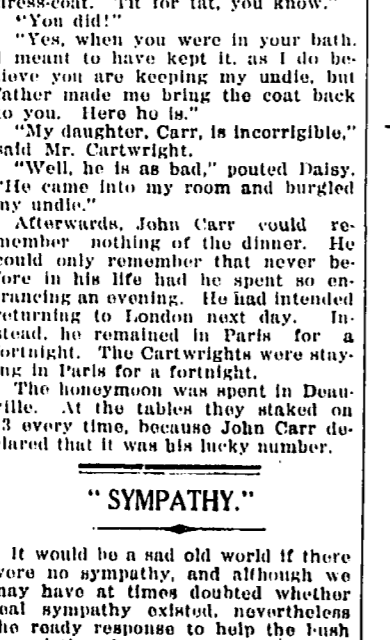 dress-coat. Tit for tat, you know."
"You did!"
"Yes, when you were in your bath.
I meant to have kept it, as I do be-
lieve you are keeping my undie, but
father made me bring the coat back
to you. Here he is."
"My daughter, Carr, is incorrigible,"
said Mr. Cartwright.
"Well, he is as bad," pouted Daisy.
"He came into my room and burgled
my undie."
Afterwards, John Carr could re-
member nothing of the dinner. He
could only remember that never be-
fore in his life had he spent so en-
trancing an evening. He had intended
returning to London next day. In-
stead, he remained in Paris for a
fortnight. The Cartwrights were stay-
ing in Paris for a fortnight.
The honeymoon was spent in Deau-
ville. At the tables they staked on
3 every time, because John Carr de-
clared that it was his lucky number.
"SYMPATHY."
It would be a sad old world if there
were no sympathy, and although we
may have at times doubted whether
real sympathy existed, nevertheless
the ready response to help the bush